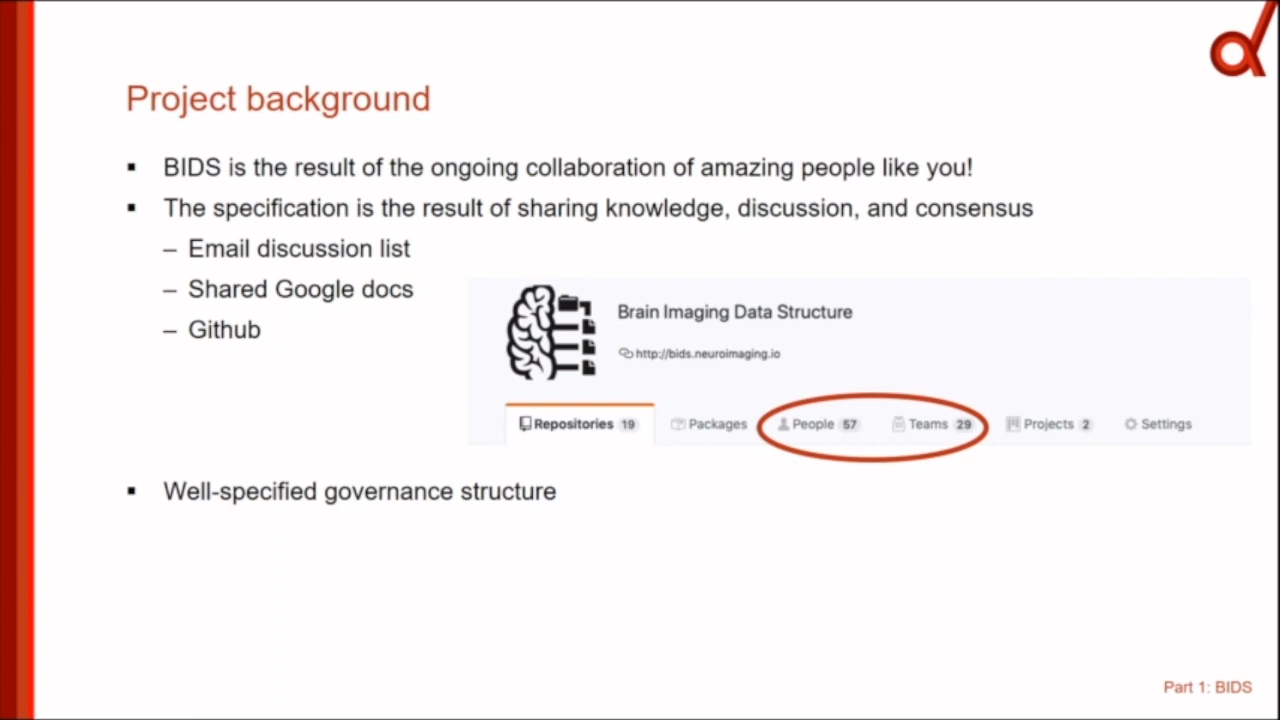 Project background
BIDS is the result of the ongoing collaboration of amazing people like you!
The specification is the result of sharing knowledge, discussion, and consensus
– Email discussion list
– Shared Google docs
– Github
Brain Imaging Data Structure
http://bids.neuroimaging.io
Repositories 19 Packages People 57 Teams 29 Projects 2 Settings
Well-specified governance structure
Part 1: BIDS